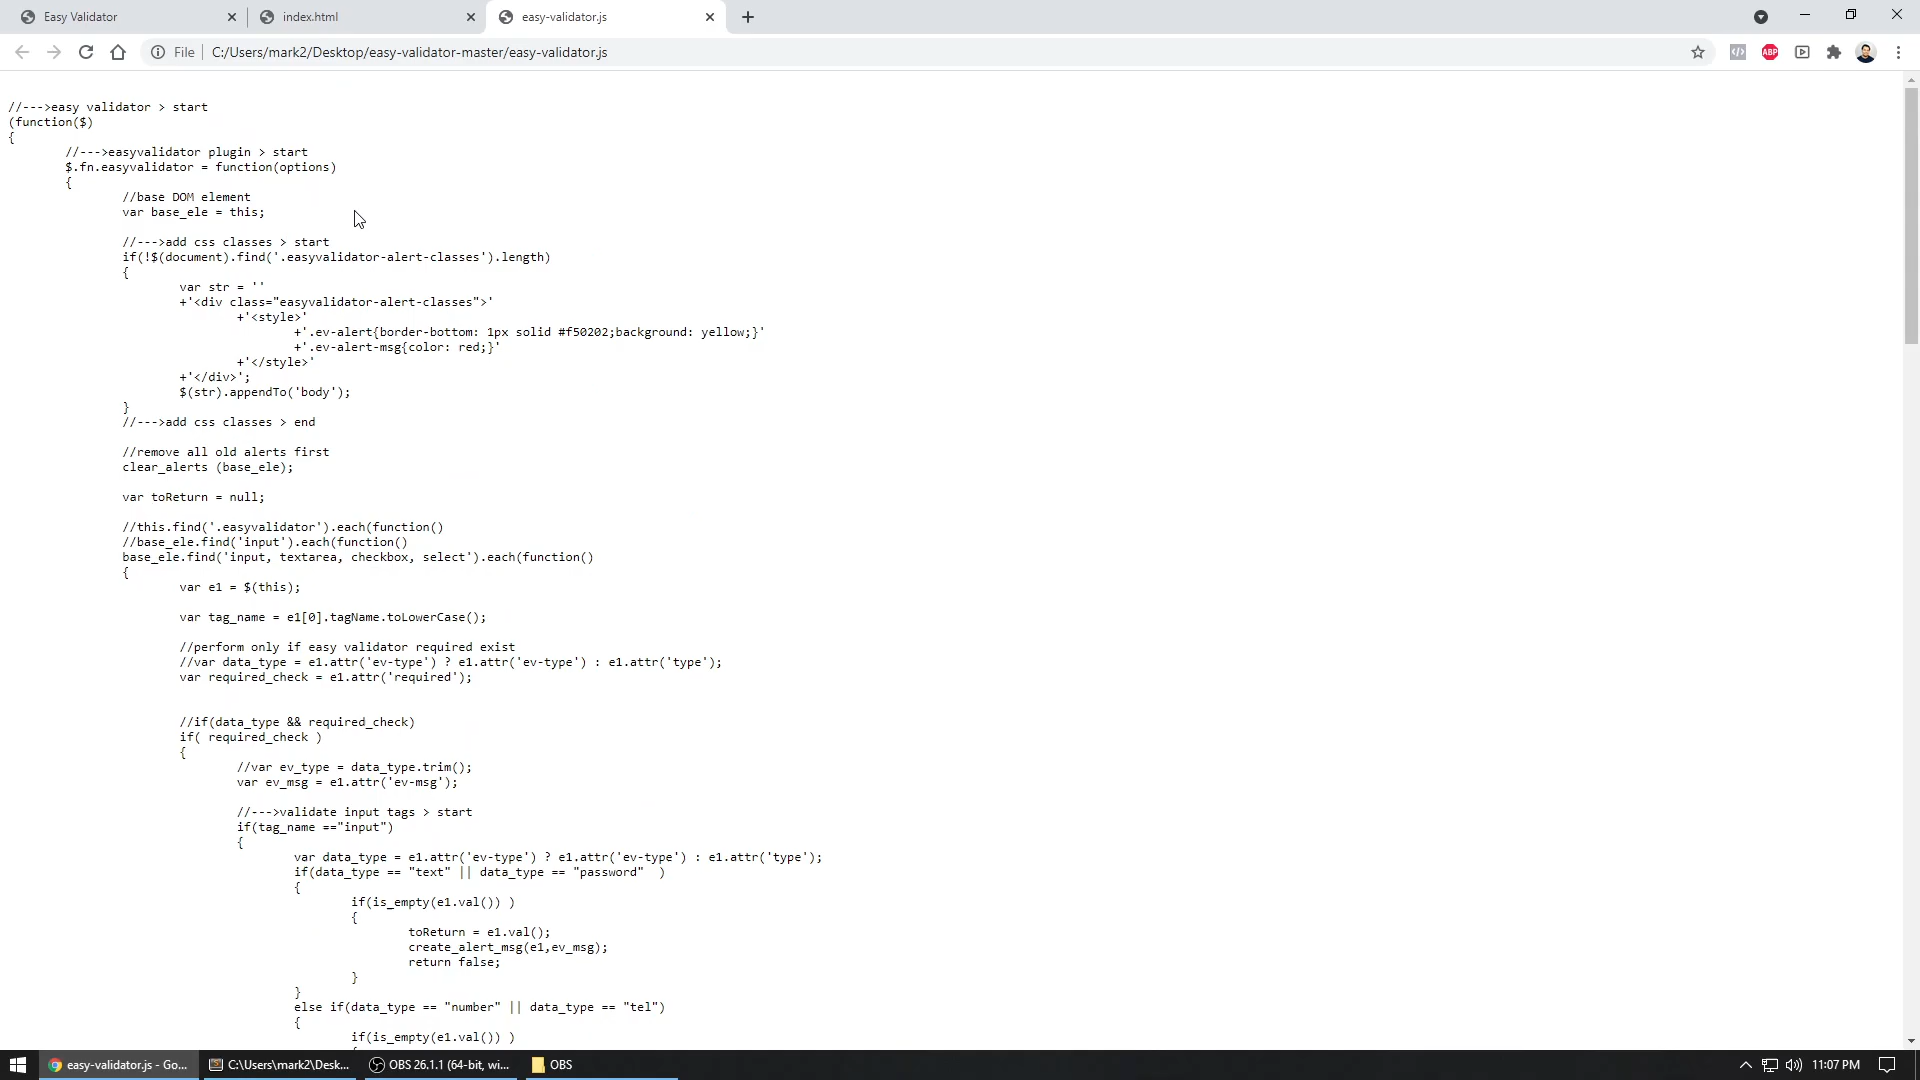 Easy Validator
index.html
easy-validator.js
File
C:/Users/mark2/Desktop/easy-validator-master/easy-validator.js
ABP
//--->easy validator > start
(function($)
{
//--->easyvalidator plugin > start
$.fn.easyvalidator = function(options)
{
//base DOM element
var base_ele = this;
//--->add css classes > start
if(!$(document).find('.easyvalidator-alert-classes').length)
{
var str = ''
+'<div class="easyvalidator-alert-classes">'
+'<style>'
+'.ev-alert{border-bottom: 1px solid #f50202;background: yellow;}'
+'.ev-alert-msg{color: red;}'
+'</style>'
+'</div>';
$(str).appendTo('body');
}
//--->add css classes > end
//remove all old alerts first
clear_alerts (base_ele);
var toReturn = null;
//this.find('.easyvalidator').each(function()
//base_ele.find('input').each(function()
base_ele.find('input, textarea, checkbox, select').each(function()
{
var e1 = $(this);
var tag_name = e1[0].tagName.toLowerCase();
//perform only if easy validator required exist
//var data_type = e1.attr('ev-type') ? e1.attr('ev-type') : e1.attr('type');
var required_check = e1.attr('required');
//if(data_type && required_check)
if( required_check )
{
//var ev_type = data_type.trim();
var ev_msg = e1.attr('ev-msg');
//--->validate input tags > start
if(tag_name =="input")
{
var data_type = e1.attr('ev-type') ? e1.attr('ev-type') : e1.attr('type');
if(data_type == "text" || data_type == "password"  )
{
if(is_empty(e1.val()) )
{
toReturn = e1.val();
create_alert_msg(e1,ev_msg);
return false;
}
}
else if(data_type == "number" || data_type == "tel")
{
if(is_empty(e1.val()) )
easy-validator.js - Go...
C:\Users\mark2\Desk...
OBS 26.1.1 (64-bit, wi...
OBS
11:07 PM